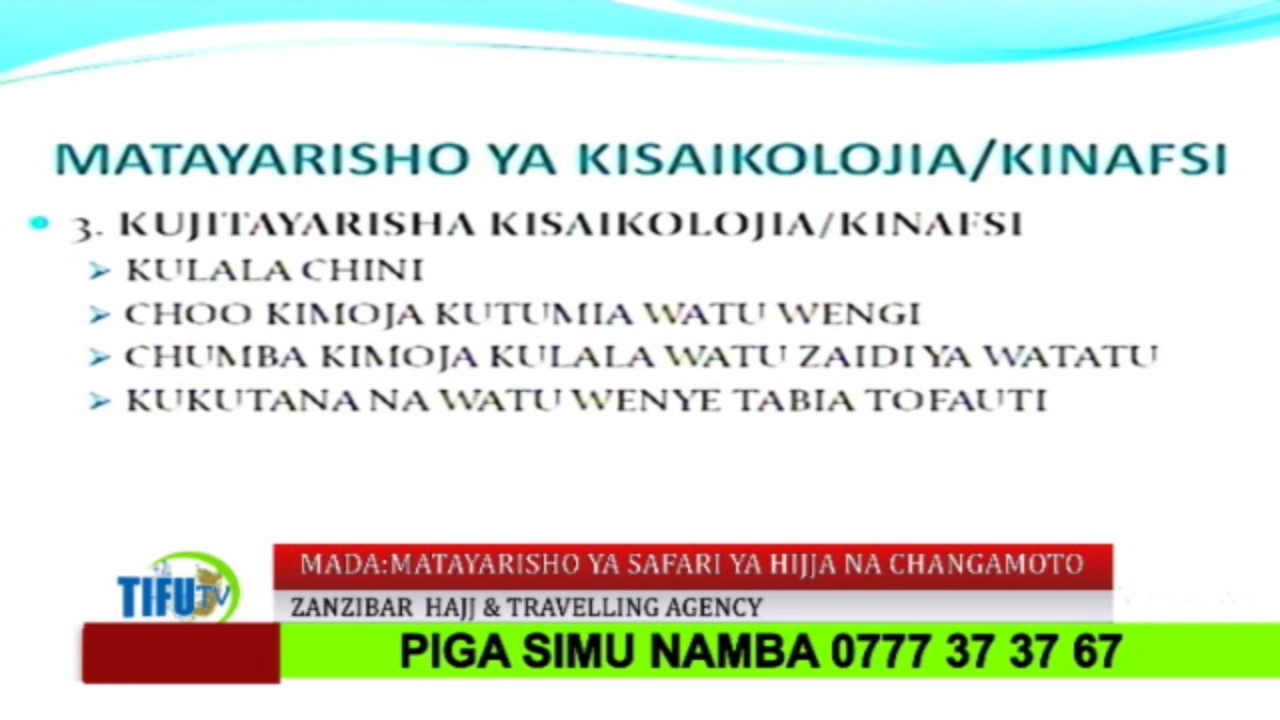 MATAYARISHO YA KISAIKOLOJIA/KINAFSI
3. KUJITAYARISHA KISAIKOLOJIA/KINAFSI
KULALA CHINI
CHOO KIMOJA KUTUMIA WATU WENGI
CHUMBA KIMOJA KULALA WATU ZAIDI YA WATATU
KUKUTANA NA WATU WENYE TABIA TOFAUTI
MADA:MATAYARISHO YA SAFARI YA HIJJA NA CHANGAMOTO
TIFU TV
ZANZIBAR HAJJ & TRAVELLING AGENCY
PIGA SIMU NAMBA 0777 37 37 67